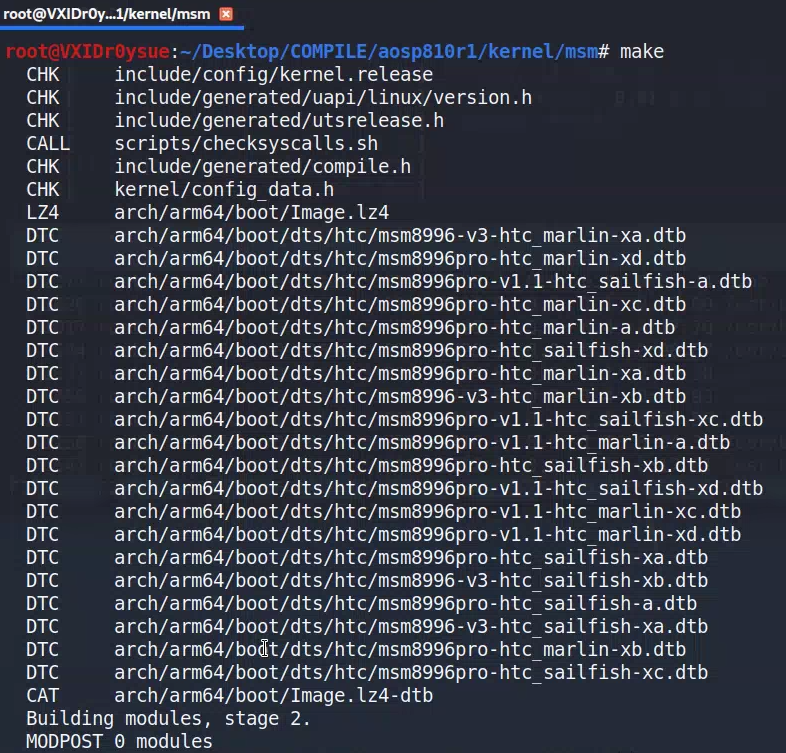 root@VXIDr0y...1/kernel/msm
root@VXIDr0ysue:~/Desktop/COMPILE/aosp810r1/kernel/msm# make
CHK include/config/kernel.release
CHK include/generated/uapi/linux/version.h
CHK include/generated/utsrelease.h
CALL scripts/checksyscalls.sh
CHK include/generated/compile.h
CHK kernel/config_data.h
LZ4 arch/arm64/boot/Image.lz4
DTC arch/arm64/boot/dts/htc/msm8996-v3-htc_marlin-xa.dtb
DTC arch/arm64/boot/dts/htc/msm8996pro-htc_marlin-xd.dtb
DTC arch/arm64/boot/dts/htc/msm8996pro-v1.1-htc_sailfish-a.dtb
DTC arch/arm64/boot/dts/htc/msm8996pro-htc_marlin-xc.dtb
DTC arch/arm64/boot/dts/htc/msm8996pro-htc_marlin-a.dtb
DTC arch/arm64/boot/dts/htc/msm8996pro-htc_sailfish-xd.dtb
DTC arch/arm64/boot/dts/htc/msm8996pro-htc_marlin-xa.dtb
DTC arch/arm64/boot/dts/htc/msm8996-v3-htc_marlin-xb.dtb
DTC arch/arm64/boot/dts/htc/msm8996pro-v1.1-htc_sailfish-xc.dtb
DTC arch/arm64/boot/dts/htc/msm8996pro-v1.1-htc_marlin-a.dtb
DTC arch/arm64/boot/dts/htc/msm8996pro-htc_sailfish-xb.dtb
DTC arch/arm64/boot/dts/htc/msm8996pro-v1.1-htc_sailfish-xd.dtb
DTC arch/arm64/boot/dts/htc/msm8996pro-v1.1-htc_marlin-xc.dtb
DTC arch/arm64/boot/dts/htc/msm8996pro-v1.1-htc_marlin-xd.dtb
DTC arch/arm64/boot/dts/htc/msm8996pro-htc_sailfish-xa.dtb
DTC arch/arm64/boot/dts/htc/msm8996-v3-htc_sailfish-xb.dtb
DTC arch/arm64/boot/dts/htc/msm8996pro-htc_sailfish-a.dtb
DTC arch/arm64/boot/dts/htc/msm8996-v3-htc_sailfish-xa.dtb
DTC arch/arm64/boot/dts/htc/msm8996pro-htc_marlin-xb.dtb
DTC arch/arm64/boot/dts/htc/msm8996pro-htc_sailfish-xc.dtb
CAT arch/arm64/boot/Image.lz4-dtb
Building modules, stage 2.
MODPOST 0 modules